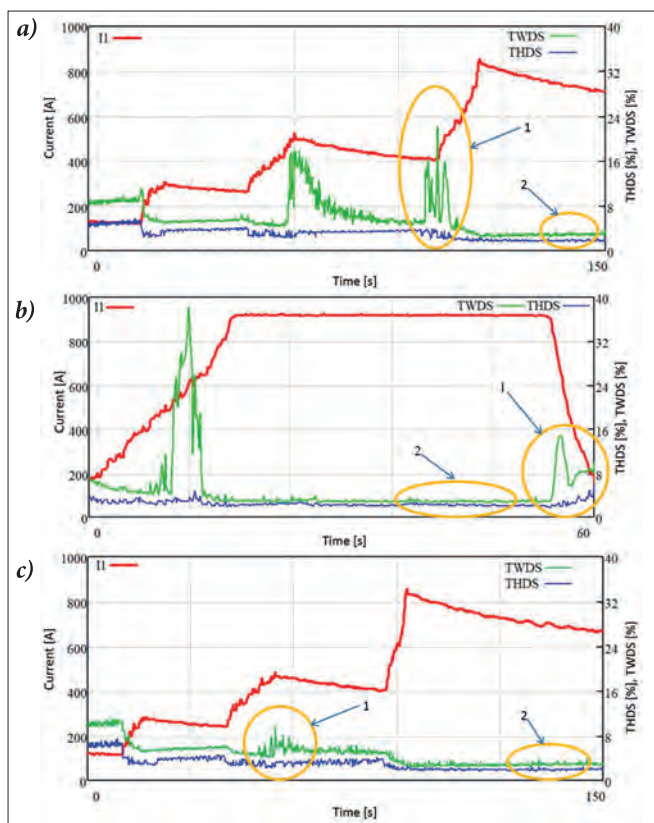 a)
I1
TWDS
THDS
1000
800
600
400
200
0
Current [A]
40
32
24
16
8
0
THDS [%], TWDS [%]
1
2
0
150
Time [s]
b)
I1
TWDS THDS
1000
800
600
400
200
0
Current [A]
40
32
24
16
8
0
THDS [%], TWDS [%]
1
2
0
60
Time [s]
c)
I1
TWDS
THDS
1000
800
600
400
200
0
Current [A]
40
32
24
16
8
0
THDS [%], TWDS [%]
1
2
0
150
Time [s]